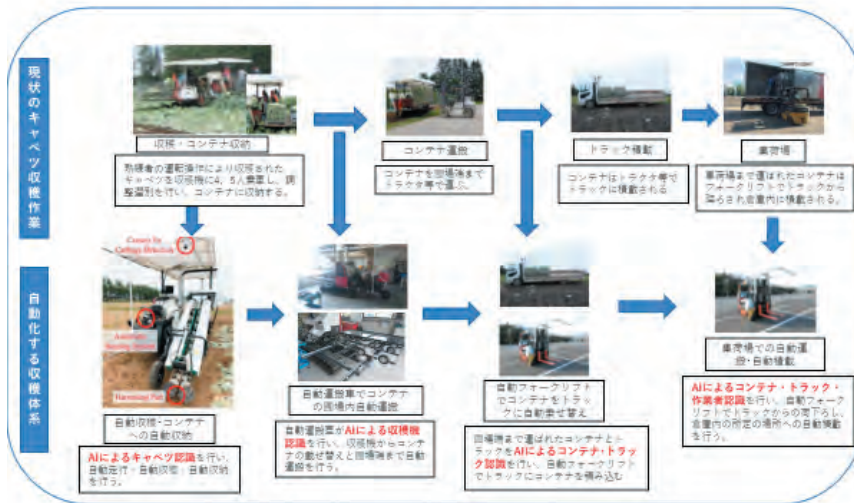 現状のキャベツ収穫作業
収穫・コンテナ収納
熟練者の運転操作により収穫された
キャベツを収穫機に4、5人乗車し、調
整選別を行い、コンテナに収納する。
コンテナ運搬
コンテナを圃場端まで
トラクタ等で運ぶ。
トラック積載
コンテナはトラクタ等で
トラックに積載される
集荷場
集荷場まで運ばれたコンテナは
フォークリフトでトラックから
降ろされ倉庫内に積載される。
自動化する収穫体系
Camera for
Cabbage Detection
Harvesting Part
自動収穫・コンテナ
への自動収納
AIによるキャベツ認識を行い、
自動走行・自動収穫・自動収納を
行う。
自動運搬車でコンテナ
の圃場内自動運搬
自動運搬車がAIによる収穫機
認識を行い、収穫機からコンテ
ナの載せ替えと圃場端まで自動
運搬を行う。
自動フォークリフト
でコンテナをトラック
に自動乗せ替え
圃場端まで運ばれたコンテナとト
ラックをAIによるコンテナ・トラッ
ク認識を行い、自動フォークリフト
でトラックにコンテナを積み込む
集荷場での自動運
搬・自動積載
AIによるコンテナ・トラック・
作業者認識を行い、自動フォーク
リフトでトラックからの荷下ろし、
倉庫内の所定の場所への自動積載
を行う。